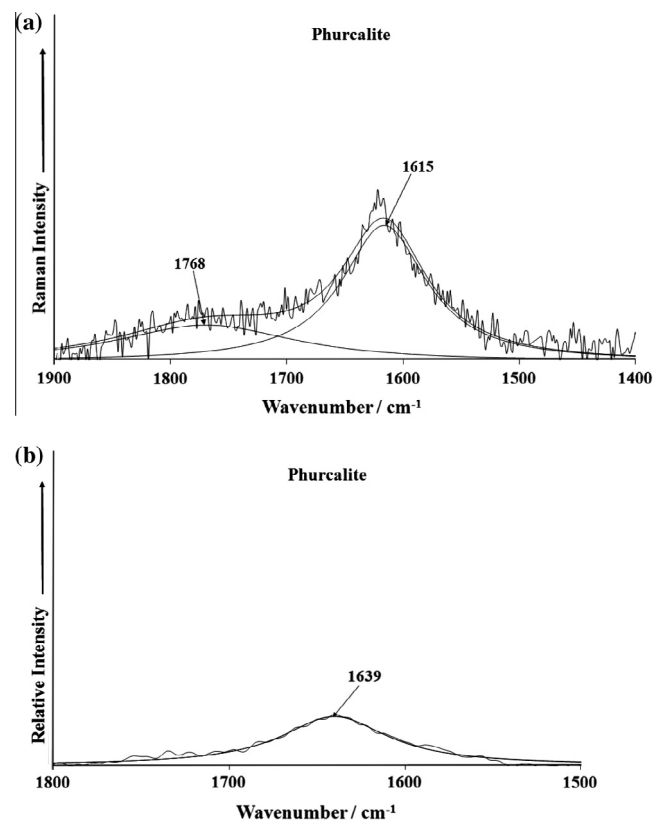 (a)
Phurcalite
Raman Intensity
1615
1768
1900 1800 1700 1600 1500 1400
Wavenumber / cm⁻¹
(b)
Phurcalite
Relative Intensity
1639
1800 1700 1600 1500
Wavenumber / cm⁻¹